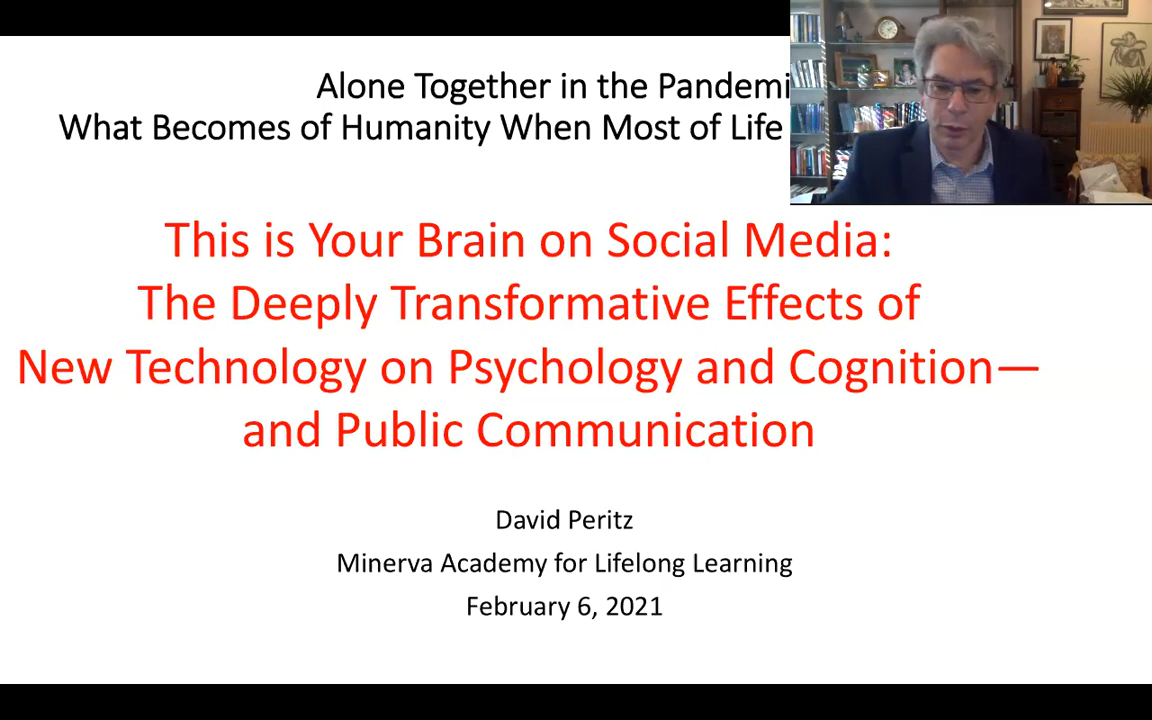 Alone Together in the Pandemi
What Becomes of Humanity When Most of Life
This is Your Brain on Social Media:
The Deeply Transformative Effects of
New Technology on Psychology and Cognition—
and Public Communication
David Peritz
Minerva Academy for Lifelong Learning
February 6, 2021